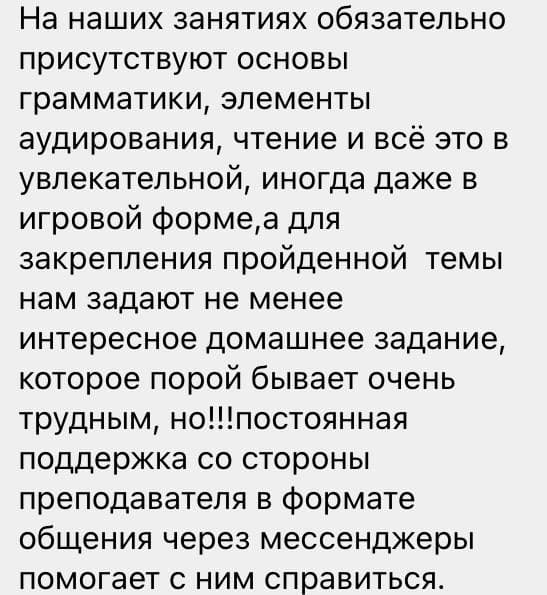 На наших занятиях обязательно
присутствуют основы
грамматики, элементы
аудирования, чтение и всё это в
увлекательной, иногда даже в
игровой форме,а для
закрепления пройденной  темы
нам задают не менее
интересное домашнее задание,
которое порой бывает очень
трудным, но!!!постоянная
поддержка со стороны
преподавателя в формате
общения через мессенджеры
помогает с ним справиться.